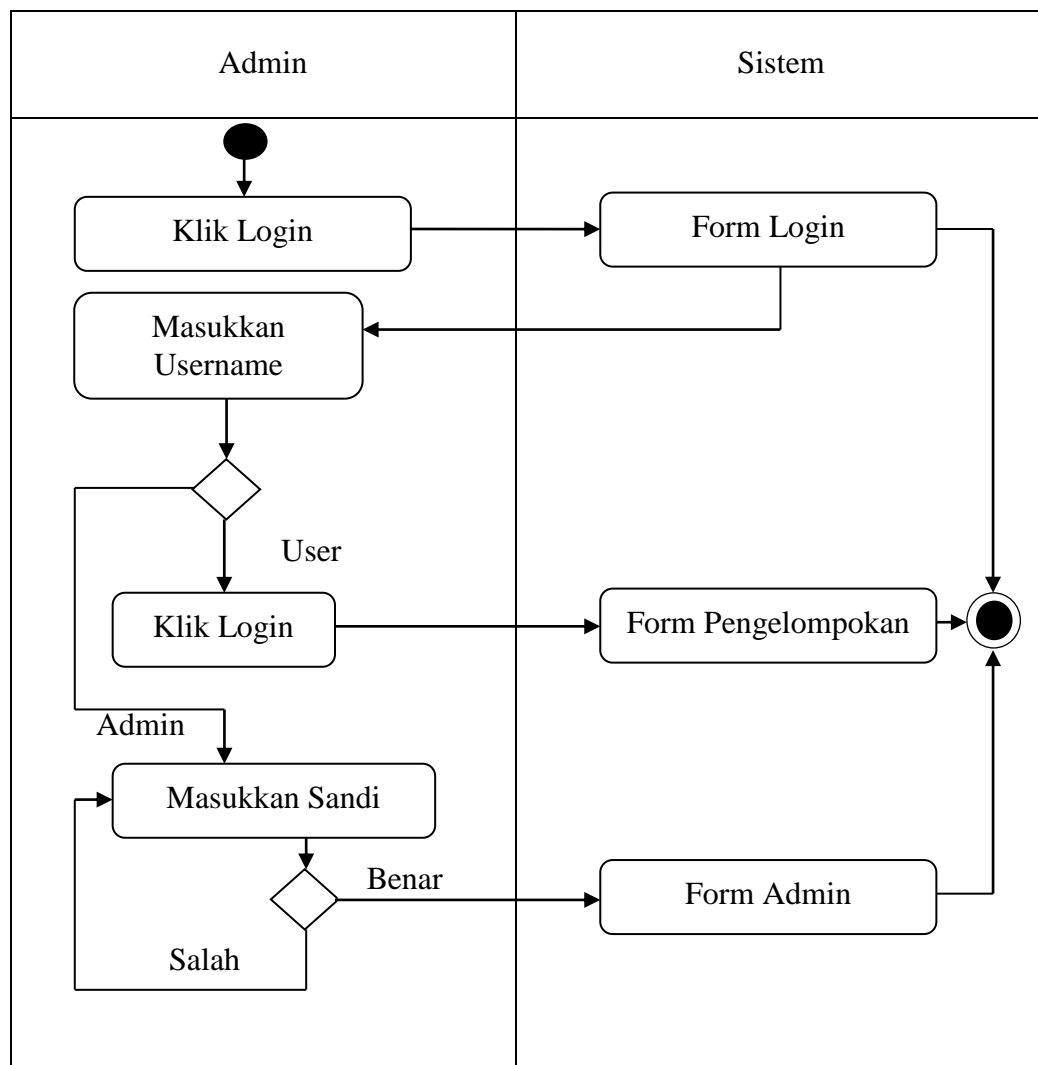 Admin
Sistem
Klik Login
Form Login
Masukkan
Username
User
Klik Login
Form Pengelompokan
Admin
Masukkan Sandi
Benar
Form Admin
Salah